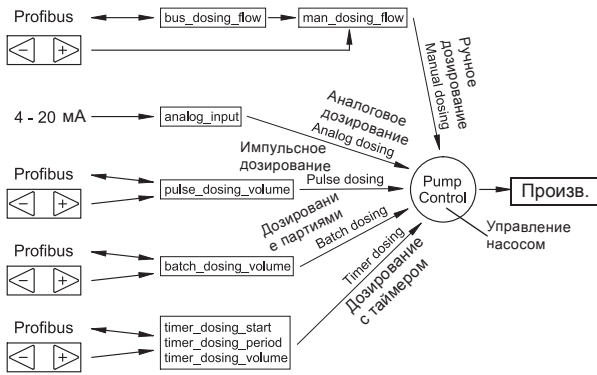 Profibus
bus_dosing_flow
man_dosing_flow
- +
Ручное
дозирование
Manual dosing
4 - 20 мА
analog_input
Аналоговое
дозирование
Analog dosing
Импульсное
дозирование
Profibus
pulse_dosing_volume
Pulse dosing
- +
Pump
Control
Произв.
Управление
насосом
Дозировани
е партиями
Batch dosing
Profibus
batch_dosing_volume
- +
Timer dosing
Дозирование
с таймером
Profibus
timer_dosing_start
timer_dosing_period
timer_dosing_volume
- +